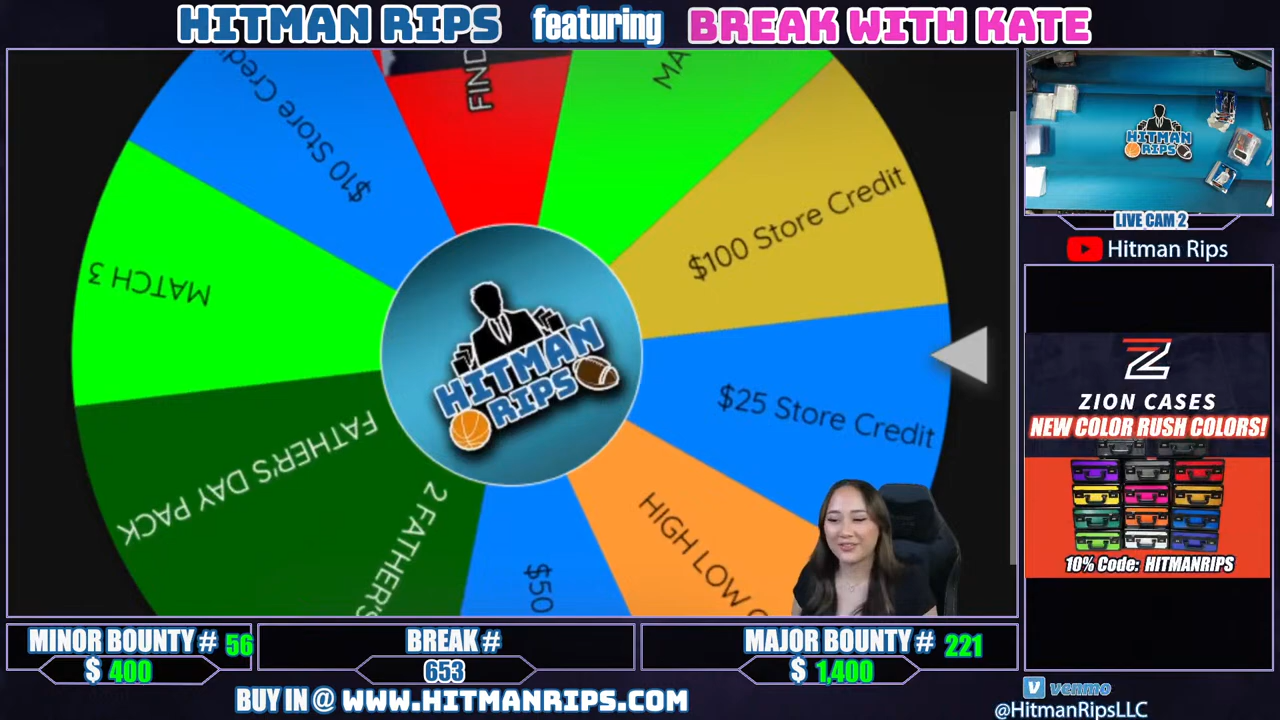 HITMAN RIPS featuring BREAK WITH KATE
$10 Store Credi
FIND
MA
$100 Store Credit
MATCH 3
$25 Store Credit
HITMAN
RIPS
FATHER'S DAY PACK
2 FATHER'S
$50
HIGH LOW
HITMAN
RIPS
LIVE CAM 2
Hitman Rips
Z
ZION CASES
NEW COLOR RUSH COLORS!
10% Code: HITMANRIPS
MINOR BOUNTY # 56
$ 400
BREAK #
653
MAJOR BOUNTY # 221
$ 1,400
BUY IN @ WWW.HITMANRIPS.COM
venmo
@HitmanRipsLLC